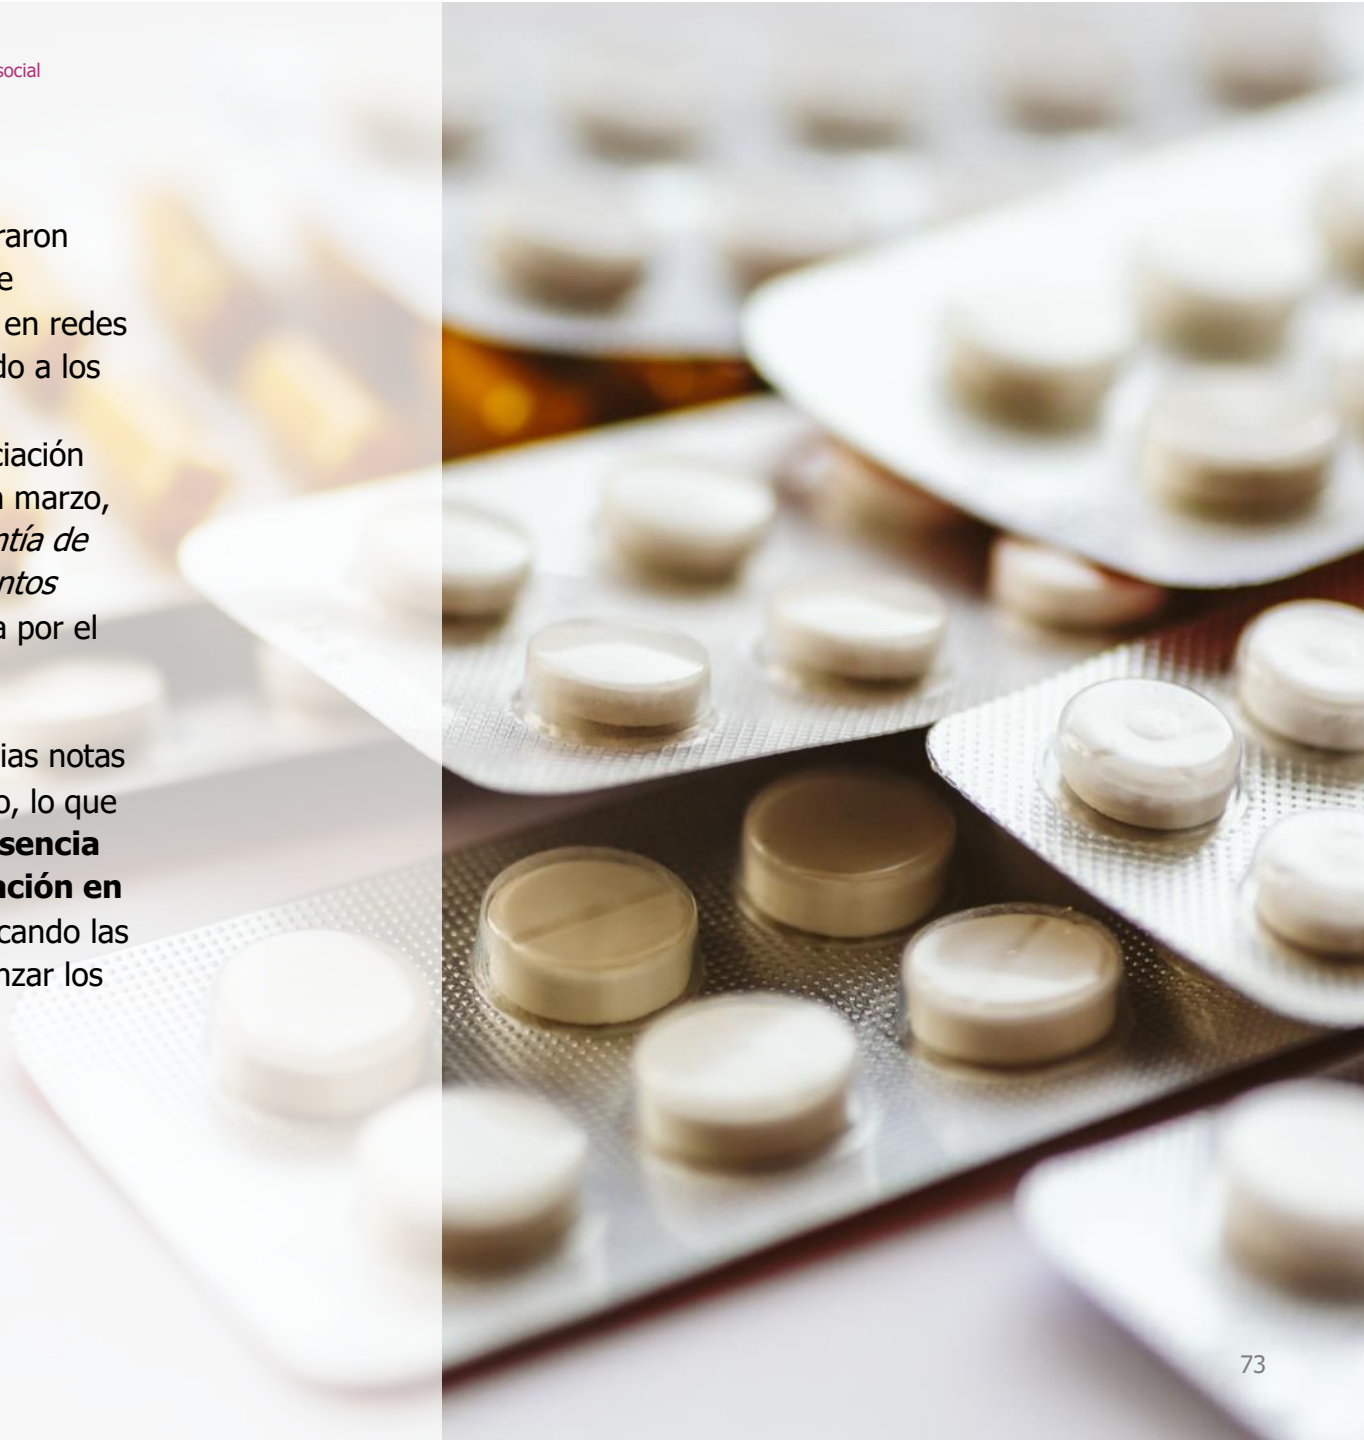 social
raron
e
en redes
do a los
ciación
n marzo,
ntía de
ntos
a por el
ias notas
o, lo que
sencia
ación en
cando las
nzar los
73